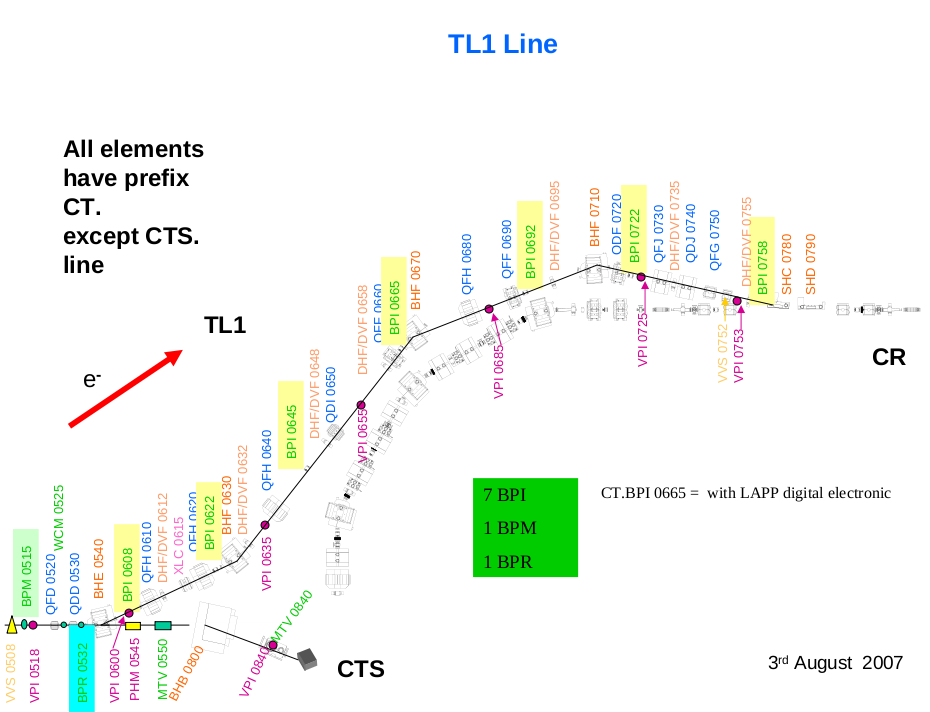 TL1 Line
All elements
have prefix
CT.
except CTS.
line
TL1
e-
CR
CTS
VVS 0508
BPM 0515
VPI 0518
QFD 0520
WCM 0525
QDD 0530
BPR 0532
BHE 0540
VPI 0600
BPI 0608
PHM 0545
QFH 0610
MTV 0550
DHF/DVF 0612
XLC 0615
QFH 0620
BHB 0800
BPI 0622
BHF 0630
DHF/DVF 0632
VPI 0840
MTV 0840
VPI 0635
QFH 0640
BPI 0645
DHF/DVF 0648
QDI 0650
VPI 0655
DHF/DVF 0658
QFF 0660
BPI 0665
BHF 0670
QFH 0680
VPI 0685
QFF 0690
BPI 0692
DHF/DVF 0695
BHF 0710
QDF 0720
BPI 0722
VPI 0725
QFJ 0730
DHF/DVF 0735
QDJ 0740
QFG 0750
VVS 0752
VPI 0753
DHF/DVF 0755
BPI 0758
SHC 0780
SHD 0790
7 BPI
1 BPM
1 BPR
CT.BPI 0665 = with LAPP digital electronic
3rd August 2007